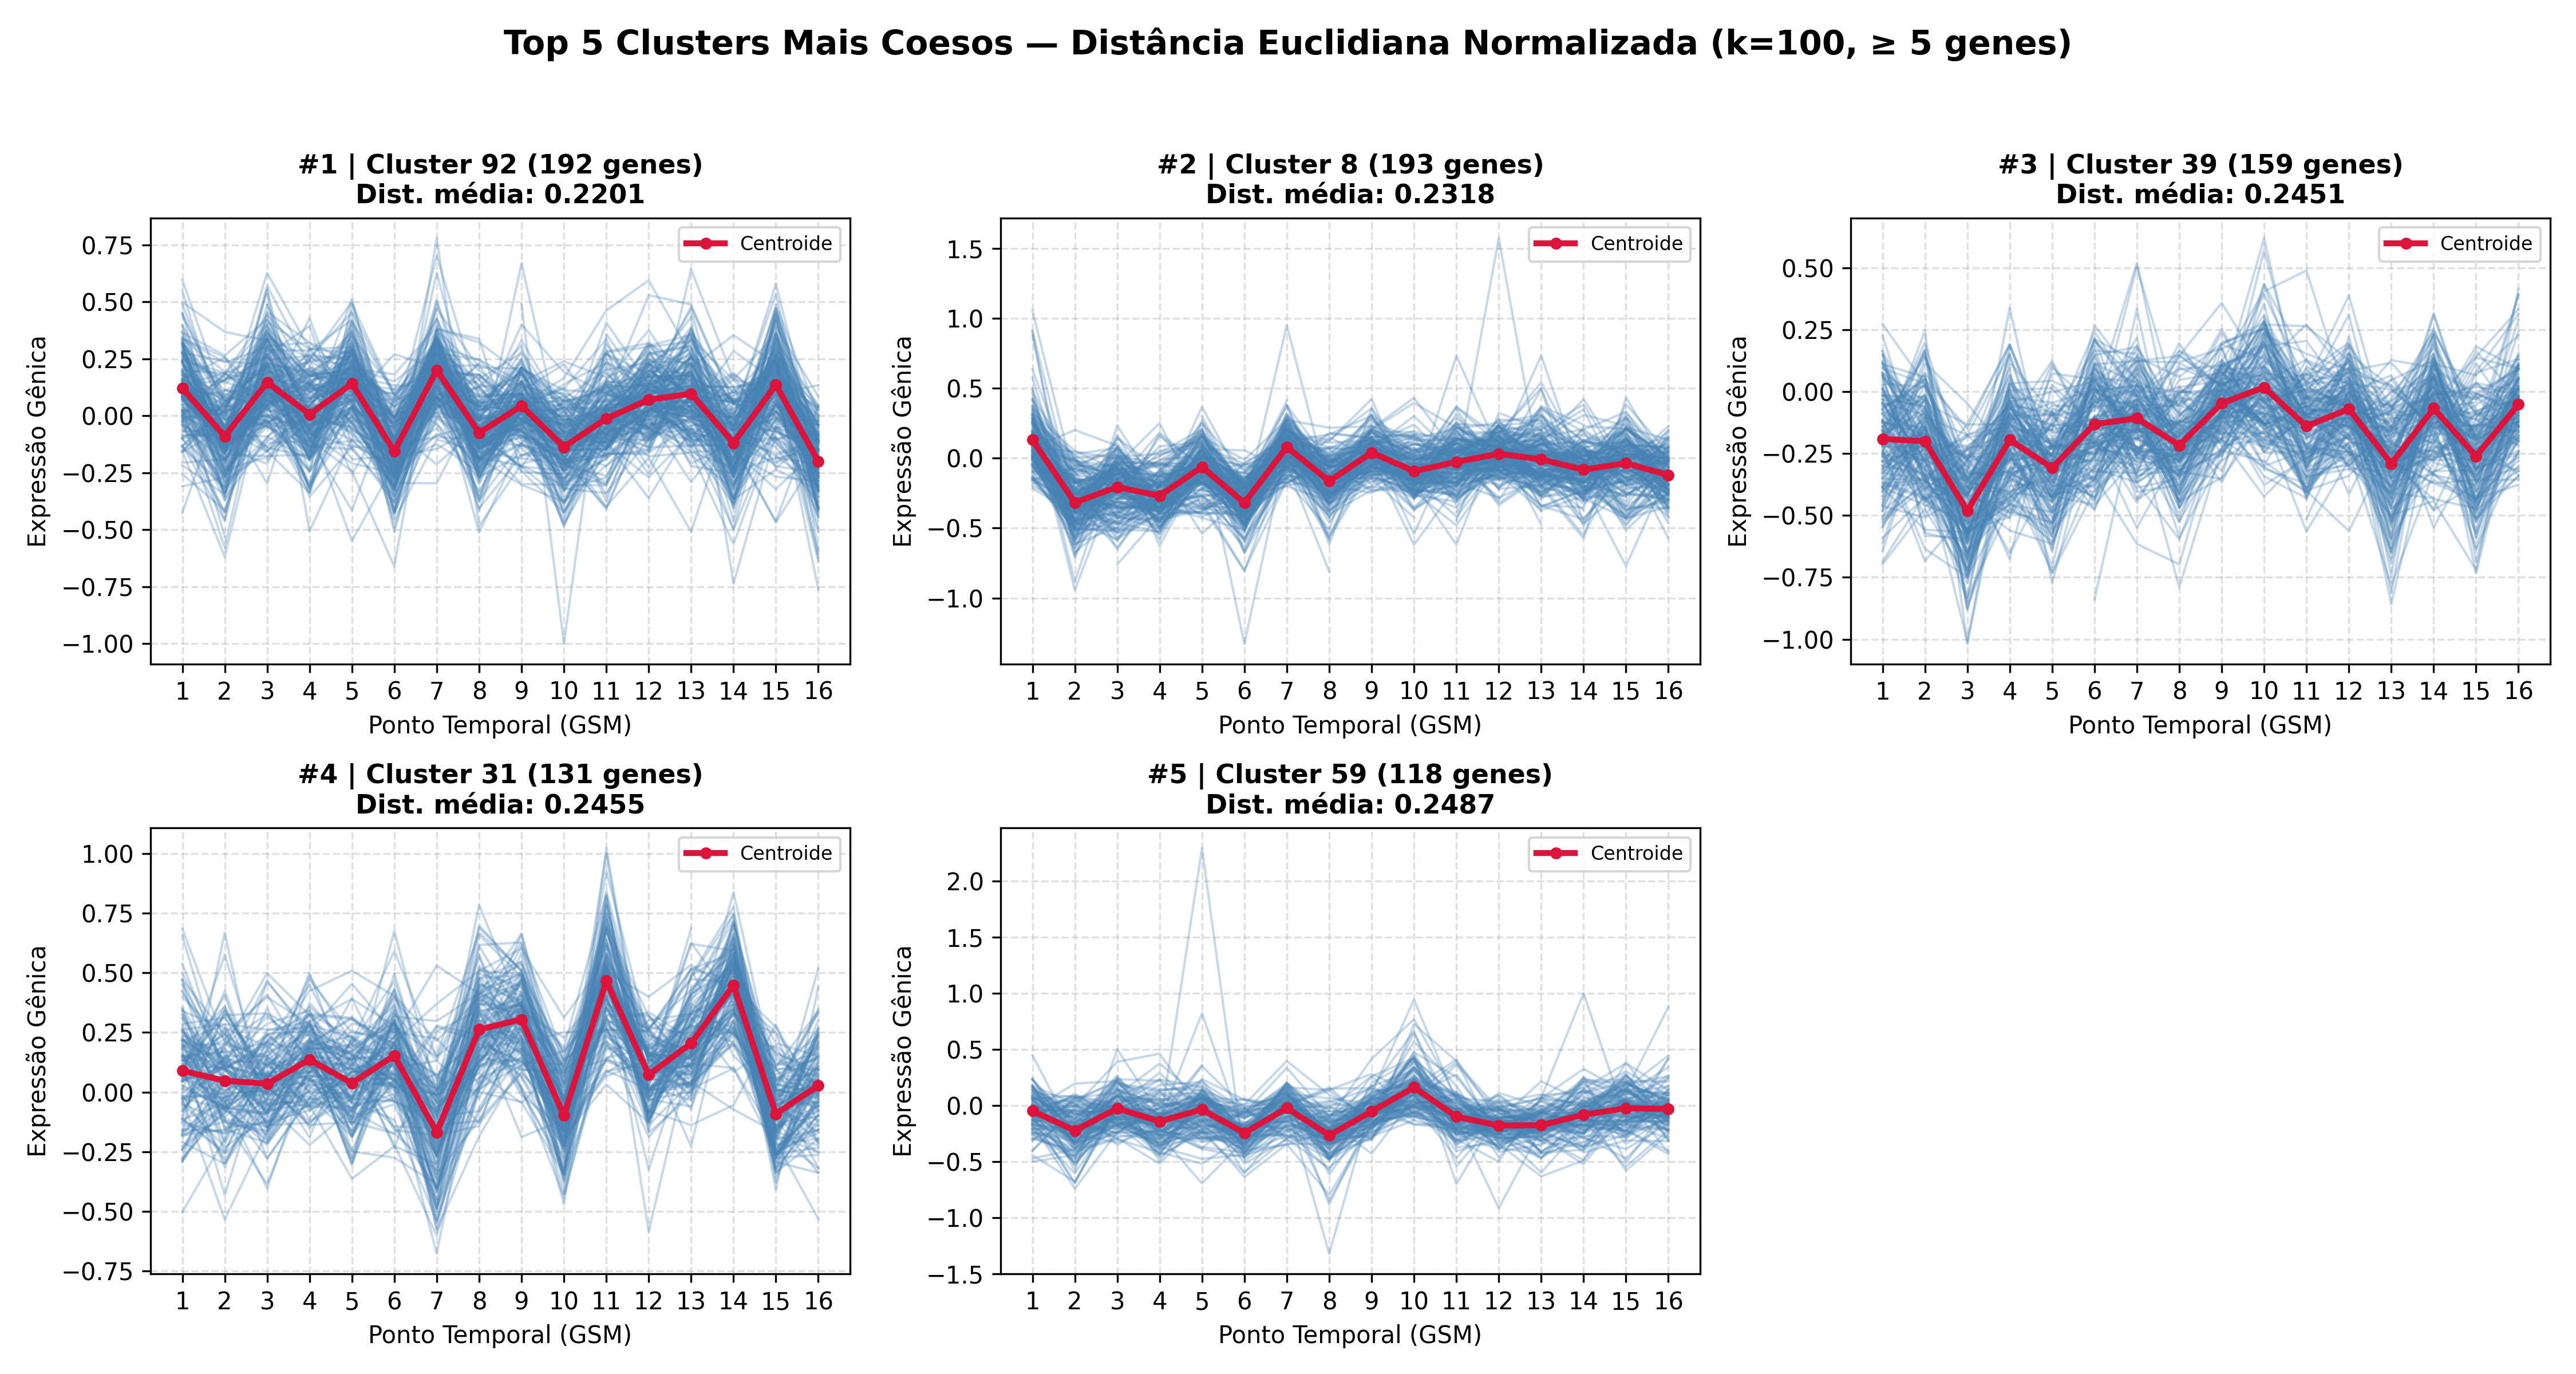 Top 5 Clusters Mais Coesos — Distância Euclidiana Normalizada (k=100, ≥ 5 genes)
#1 | Cluster 92 (192 genes)
Dist. média: 0.2201
Centroide
Expressão Gênica
0.75
0.50
0.25
0.00
−0.25
−0.50
−0.75
−1.00
1 2 3 4 5 6 7 8 9 10 11 12 13 14 15 16
Ponto Temporal (GSM)
#2 | Cluster 8 (193 genes)
Dist. média: 0.2318
Centroide
Expressão Gênica
1.5
1.0
0.5
0.0
−0.5
−1.0
1 2 3 4 5 6 7 8 9 10 11 12 13 14 15 16
Ponto Temporal (GSM)
#3 | Cluster 39 (159 genes)
Dist. média: 0.2451
Centroide
Expressão Gênica
0.50
0.25
0.00
−0.25
−0.50
−0.75
−1.00
1 2 3 4 5 6 7 8 9 10 11 12 13 14 15 16
Ponto Temporal (GSM)
#4 | Cluster 31 (131 genes)
Dist. média: 0.2455
Centroide
Expressão Gênica
1.00
0.75
0.50
0.25
0.00
−0.25
−0.50
−0.75
1 2 3 4 5 6 7 8 9 10 11 12 13 14 15 16
Ponto Temporal (GSM)
#5 | Cluster 59 (118 genes)
Dist. média: 0.2487
Centroide
Expressão Gênica
2.0
1.5
1.0
0.5
0.0
−0.5
−1.0
−1.5
1 2 3 4 5 6 7 8 9 10 11 12 13 14 15 16
Ponto Temporal (GSM)